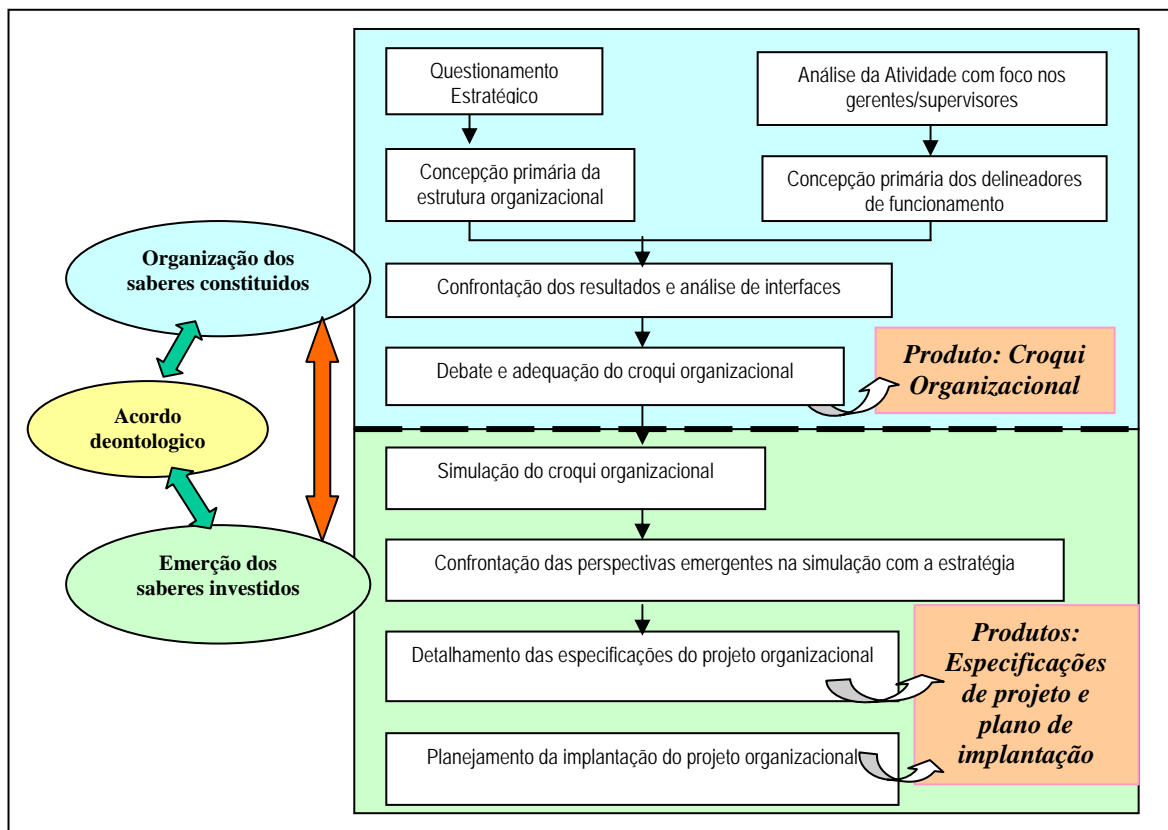 Questionamento
Estratégico
Análise da Atividade com foco nos
gerentes/supervisores
Concepção primária da
estrutura organizacional
Concepção primária dos delineadores
de funcionamento
Organização dos
saberes constituidos
Confrontação dos resultados e análise de interfaces
Debate e adequação do croqui organizacional
Produto: Croqui
Organizacional
Acordo
deontologico
Simulação do croqui organizacional
Emerção dos
saberes investidos
Confrontação das perspectivas emergentes na simulação com a estratégia
Detalhamento das especificações do projeto organizacional
Produtos:
Especificações
de projeto e
plano de
implantação
Planejamento da implantação do projeto organizacional